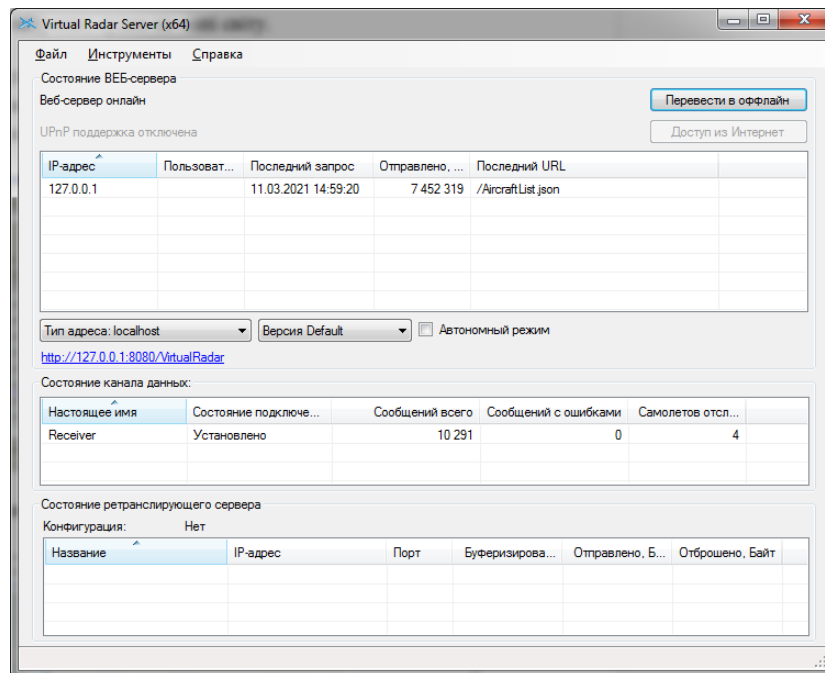 Virtual Radar Server (x64)
Файл Инструменты Справка
Состояние ВЕБ-сервера
Веб-сервер онлайн
Перевести в оффлайн
UPnP поддержка отключена
Доступ из Интернет
IP-адрес Пользоват... Последний запрос Отправлено, ... Последний URL
127.0.0.1 11.03.2021 14:59:20 7 452 319 /AircraftList.json
Тип адреса: localhost Версия Default Автономный режим
http://127.0.0.1:8080/VirtualRadar
Состояние канала данных:
Настоящее имя Состояние подключе... Сообщений всего Сообщений с ошибками Самолетов отсл...
Receiver Установлено 10 291 0 4
Состояние ретранслирующего сервера
Конфигурация: Нет
Название IP-адрес Порт Буферизирова... Отправлено, Б... Отброшено, Байт